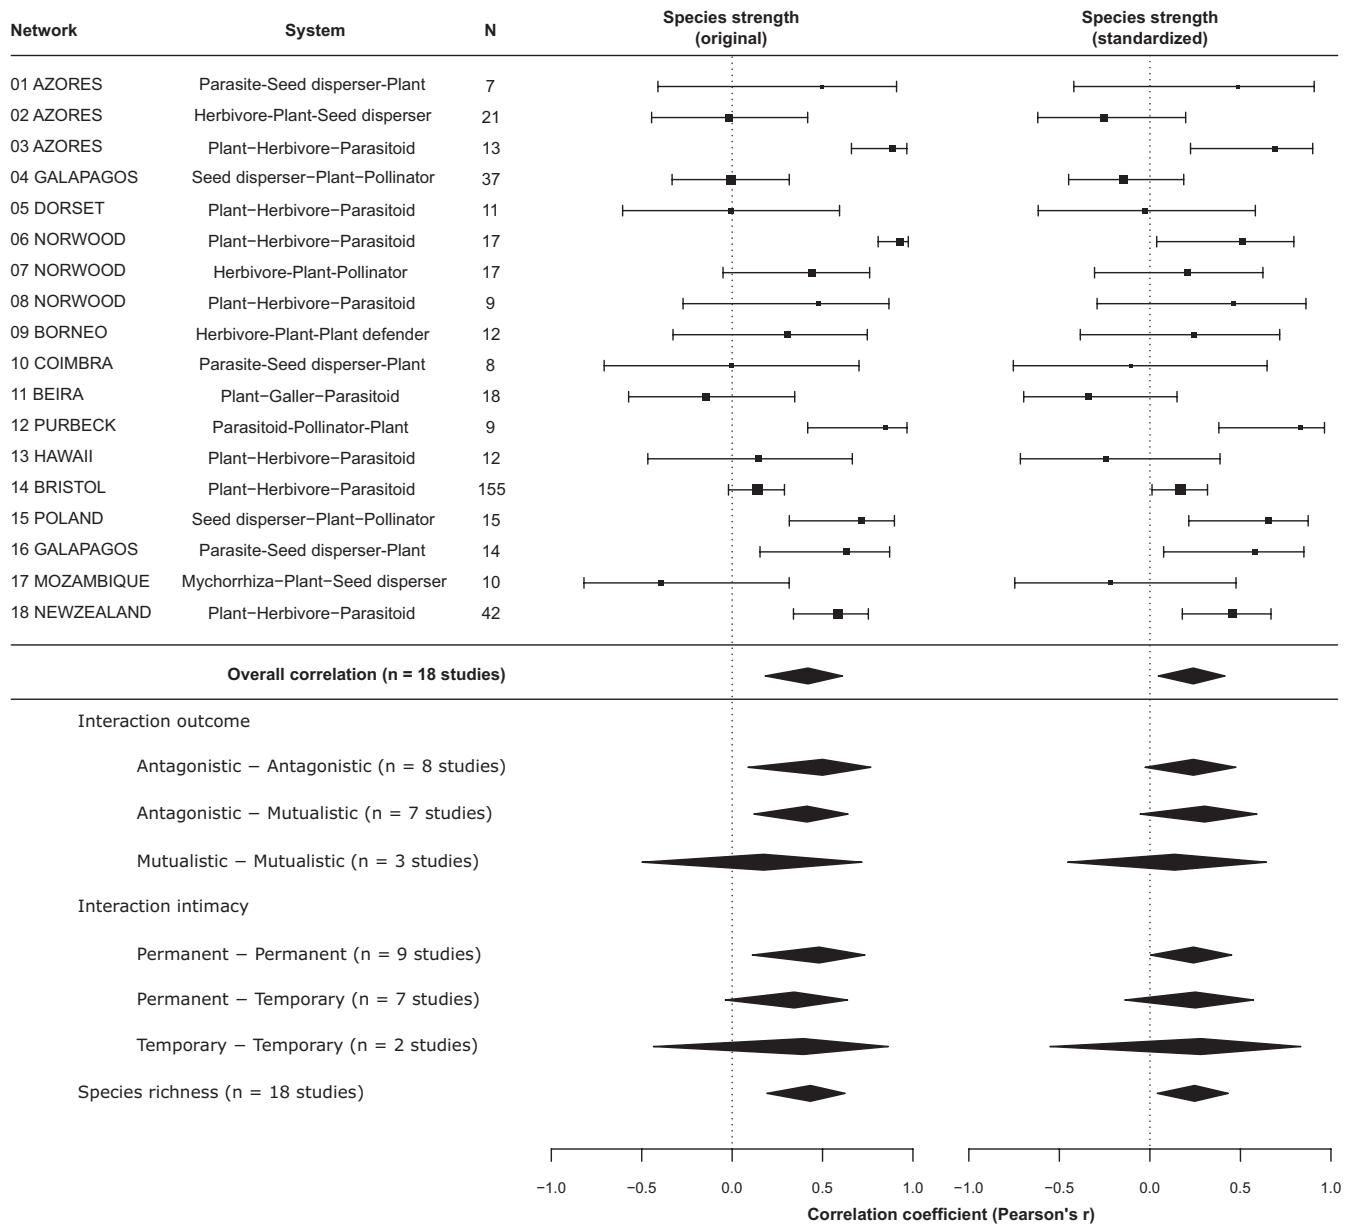 Network System N Species strength (original) Species strength (standardized)
01 AZORES Parasite-Seed disperser-Plant 7
02 AZORES Herbivore-Plant-Seed disperser 21
03 AZORES Plant−Herbivore−Parasitoid 13
04 GALAPAGOS Seed disperser−Plant−Pollinator 37
05 DORSET Plant−Herbivore−Parasitoid 11
06 NORWOOD Plant−Herbivore−Parasitoid 17
07 NORWOOD Herbivore-Plant-Pollinator 17
08 NORWOOD Plant−Herbivore−Parasitoid 9
09 BORNEO Herbivore-Plant-Plant defender 12
10 COIMBRA Parasite-Seed disperser-Plant 8
11 BEIRA Plant−Galler−Parasitoid 18
12 PURBECK Parasitoid-Pollinator-Plant 9
13 HAWAII Plant−Herbivore−Parasitoid 12
14 BRISTOL Plant−Herbivore−Parasitoid 155
15 POLAND Seed disperser−Plant−Pollinator 15
16 GALAPAGOS Parasite-Seed disperser-Plant 14
17 MOZAMBIQUE Mychorrhiza−Plant−Seed disperser 10
18 NEWZEALAND Plant−Herbivore−Parasitoid 42
Overall correlation (n = 18 studies)
Interaction outcome
Antagonistic − Antagonistic (n = 8 studies)
Antagonistic − Mutualistic (n = 7 studies)
Mutualistic − Mutualistic (n = 3 studies)
Interaction intimacy
Permanent − Permanent (n = 9 studies)
Permanent − Temporary (n = 7 studies)
Temporary − Temporary (n = 2 studies)
Species richness (n = 18 studies)
−1.0 −0.5 0.0 0.5 1.0 −1.0 −0.5 0.0 0.5 1.0
Correlation coefficient (Pearson's r)